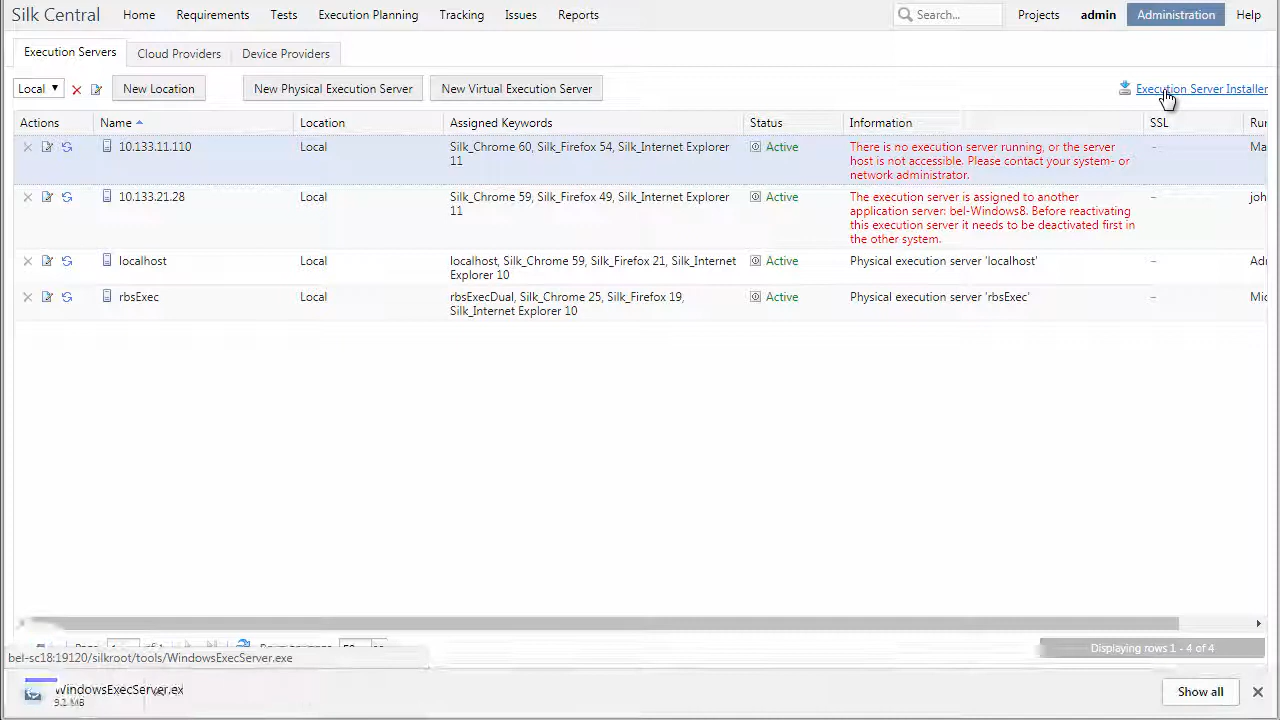 Silk Central Home Requirements Tests Execution Planning Tracking Issues Reports Search... Projects admin Administration Help
Execution Servers Cloud Providers Device Providers
Local New Location New Physical Execution Server New Virtual Execution Server Execution Server Installer
Actions Name Location Assigned Keywords Status Information SSL Run
10.133.11.110 Local Silk_Chrome 60, Silk_Firefox 54, Silk_Internet Explorer Active There is no execution server running, or the server – Ma
11 host is not accessible. Please contact your system- or
network administrator.
10.133.21.28 Local Silk_Chrome 59, Silk_Firefox 49, Silk_Internet Explorer Active The execution server is assigned to another – joh
11 application server: bel-Windows8. Before reactivating
this execution server it needs to be deactivated first in
the other system.
localhost Local localhost, Silk_Chrome 59, Silk_Firefox 21, Silk_Internet Active Physical execution server 'localhost' – Adr
Explorer 10
rbsExec Local rbsExecDual, Silk_Chrome 25, Silk_Firefox 19, Active Physical execution server 'rbsExec' – Mic
Silk_Internet Explorer 10
Displaying rows 1 - 4 of 4
bel-sc18:19120/silkroot/tools/WindowsExecServer.exe
WindowsExecServer.ex Show all
9.1 MB